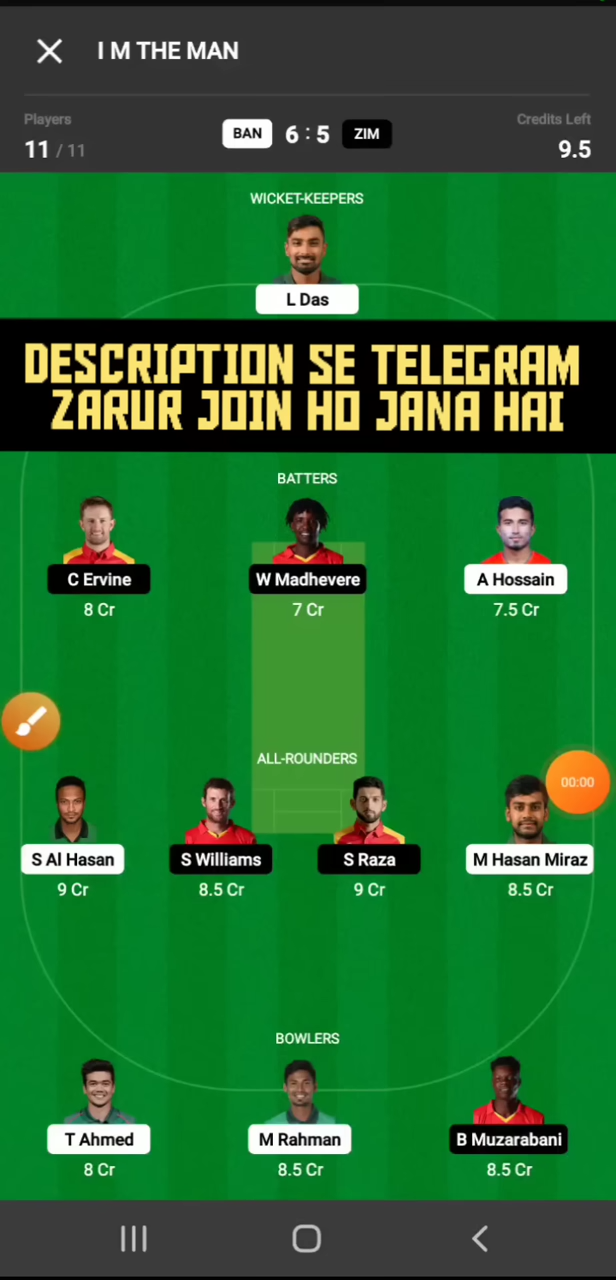 I M THE MAN
Players
Credits Left
11 / 11
BAN 6 : 5 ZIM
9.5
WICKET-KEEPERS
L Das
DESCRIPTION SE TELEGRAM
ZARUR JOIN HO JANA HAI
BATTERS
C Ervine W Madhevere A Hossain
8 Cr 7 Cr 7.5 Cr
ALL-ROUNDERS
00:00
S Al Hasan S Williams S Raza M Hasan Miraz
9 Cr 8.5 Cr 9 Cr 8.5 Cr
BOWLERS
T Ahmed M Rahman B Muzarabani
8 Cr 8.5 Cr 8.5 Cr